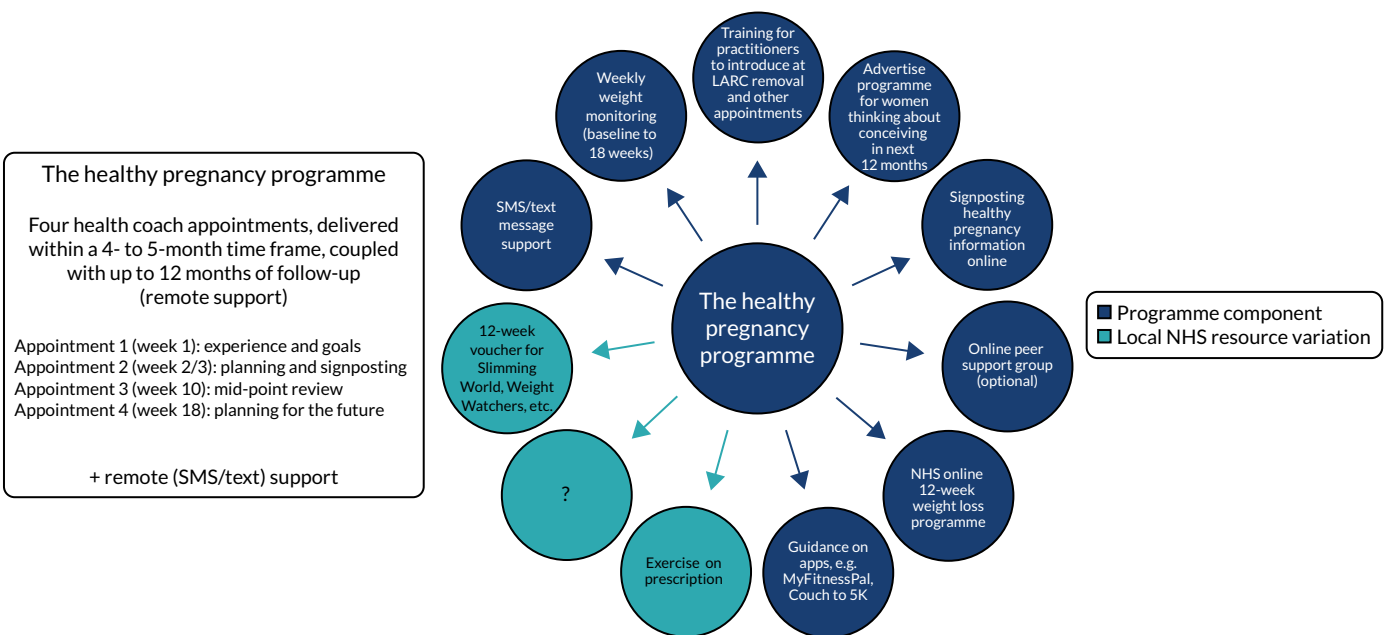 The healthy pregnancy programme
Four health coach appointments, delivered
within a 4- to 5-month time frame, coupled
with up to 12 months of follow-up
(remote support)
Appointment 1 (week 1): experience and goals
Appointment 2 (week 2/3): planning and signposting
Appointment 3 (week 10): mid-point review
Appointment 4 (week 18): planning for the future
+ remote (SMS/text) support
The healthy
pregnancy
programme
Training for
practitioners
to introduce at
LARC removal
and other
appointments
Advertise
programme
for women
thinking about
conceiving
in next
12 months
Signposting
healthy
pregnancy
information
online
Online peer
support group
(optional)
NHS online
12-week
weight loss
programme
Guidance on
apps, e.g.
MyFitnessPal,
Couch to 5K
Exercise on
prescription
?
12-week
voucher for
Slimming
World, Weight
Watchers, etc.
SMS/text
message
support
Weekly
weight
monitoring
(baseline to
18 weeks)
Programme component
Local NHS resource variation